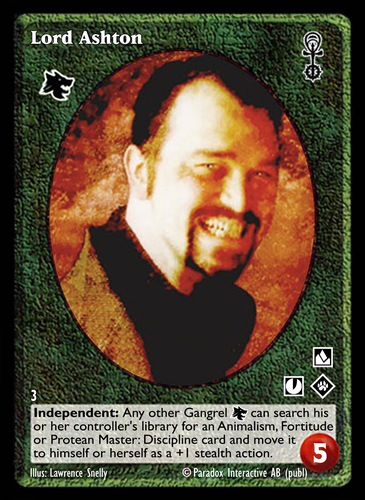 Lord Ashton
3
Independent: Any other Gangrel can search his
or her controller's library for an Animalism, Fortitude
or Protean Master: Discipline card and move it
to himself or herself as a +1 stealth action.
5
Illus: Lawrence Snelly © Paradox Interactive AB (publ)